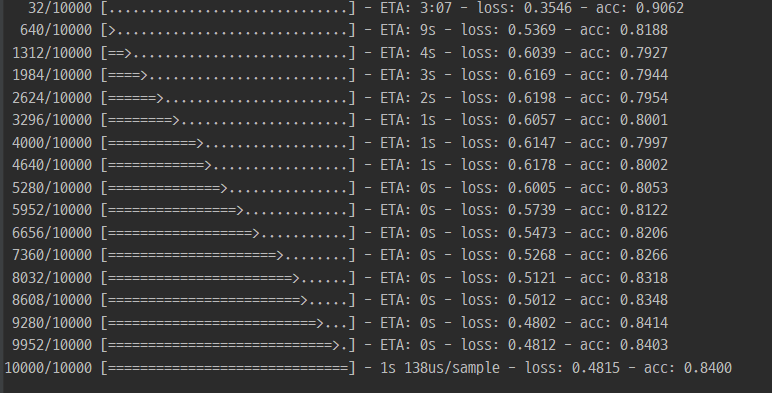 32/10000 [..............................] - ETA: 3:07 - loss: 0.3546 - acc: 0.9062
640/10000 [>.............................] - ETA: 9s - loss: 0.5369 - acc: 0.8188
1312/10000 [==>...........................] - ETA: 4s - loss: 0.6039 - acc: 0.7927
1984/10000 [====>.........................] - ETA: 3s - loss: 0.6169 - acc: 0.7944
2624/10000 [======>.......................] - ETA: 2s - loss: 0.6198 - acc: 0.7954
3296/10000 [========>.....................] - ETA: 1s - loss: 0.6057 - acc: 0.8001
4000/10000 [===========>..................] - ETA: 1s - loss: 0.6147 - acc: 0.7997
4640/10000 [============>.................] - ETA: 1s - loss: 0.6178 - acc: 0.8002
5280/10000 [==============>...............] - ETA: 0s - loss: 0.6005 - acc: 0.8053
5952/10000 [================>.............] - ETA: 0s - loss: 0.5739 - acc: 0.8122
6656/10000 [==================>...........] - ETA: 0s - loss: 0.5473 - acc: 0.8206
7360/10000 [=====================>........] - ETA: 0s - loss: 0.5268 - acc: 0.8266
8032/10000 [=======================>......] - ETA: 0s - loss: 0.5121 - acc: 0.8318
8608/10000 [========================>.....] - ETA: 0s - loss: 0.5012 - acc: 0.8348
9280/10000 [==========================>...] - ETA: 0s - loss: 0.4802 - acc: 0.8414
9952/10000 [============================>.] - ETA: 0s - loss: 0.4812 - acc: 0.8403
10000/10000 [==============================] - 1s 138us/sample - loss: 0.4815 - acc: 0.8400